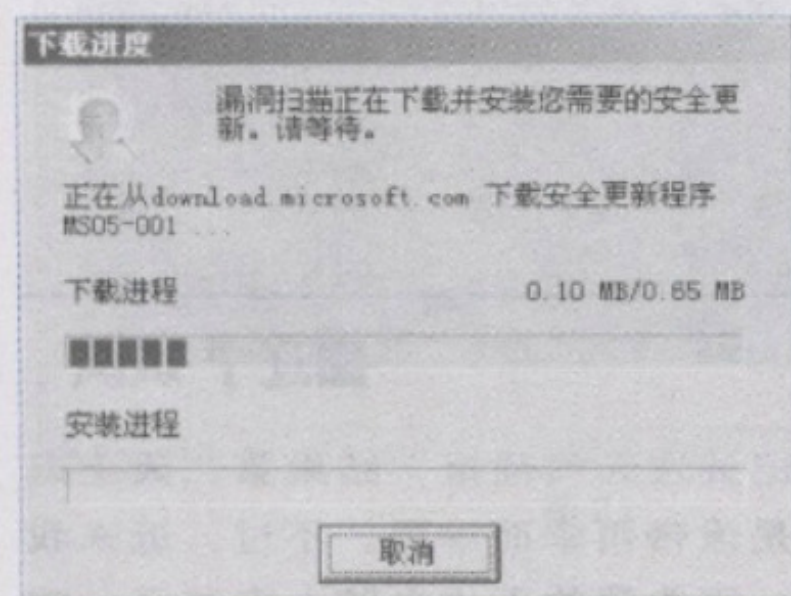 下载进度
漏洞扫描正在下载并安装您需要的安全更
新。请等待。
正在从download.microsoft.com 下载安全更新程序
MS05-001 ...
下载进程 0.10 MB/0.65 MB
安装进程
取消